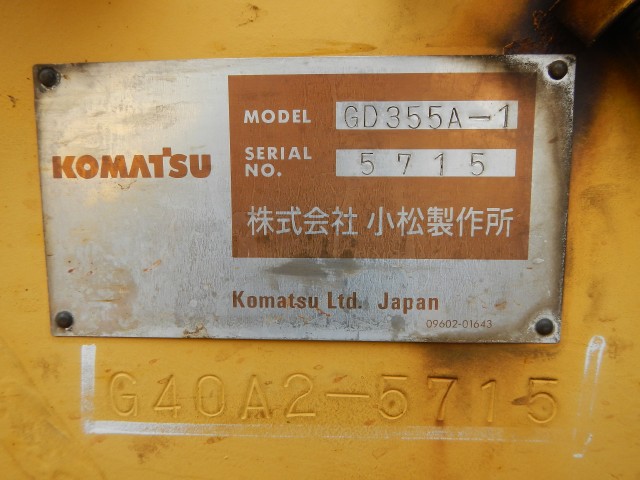 KOMATSU
MODEL GD355A-1
SERIAL NO. 5715
株式会社 小松製作所
Komatsu Ltd. Japan
09602-01643
G40A2-5715